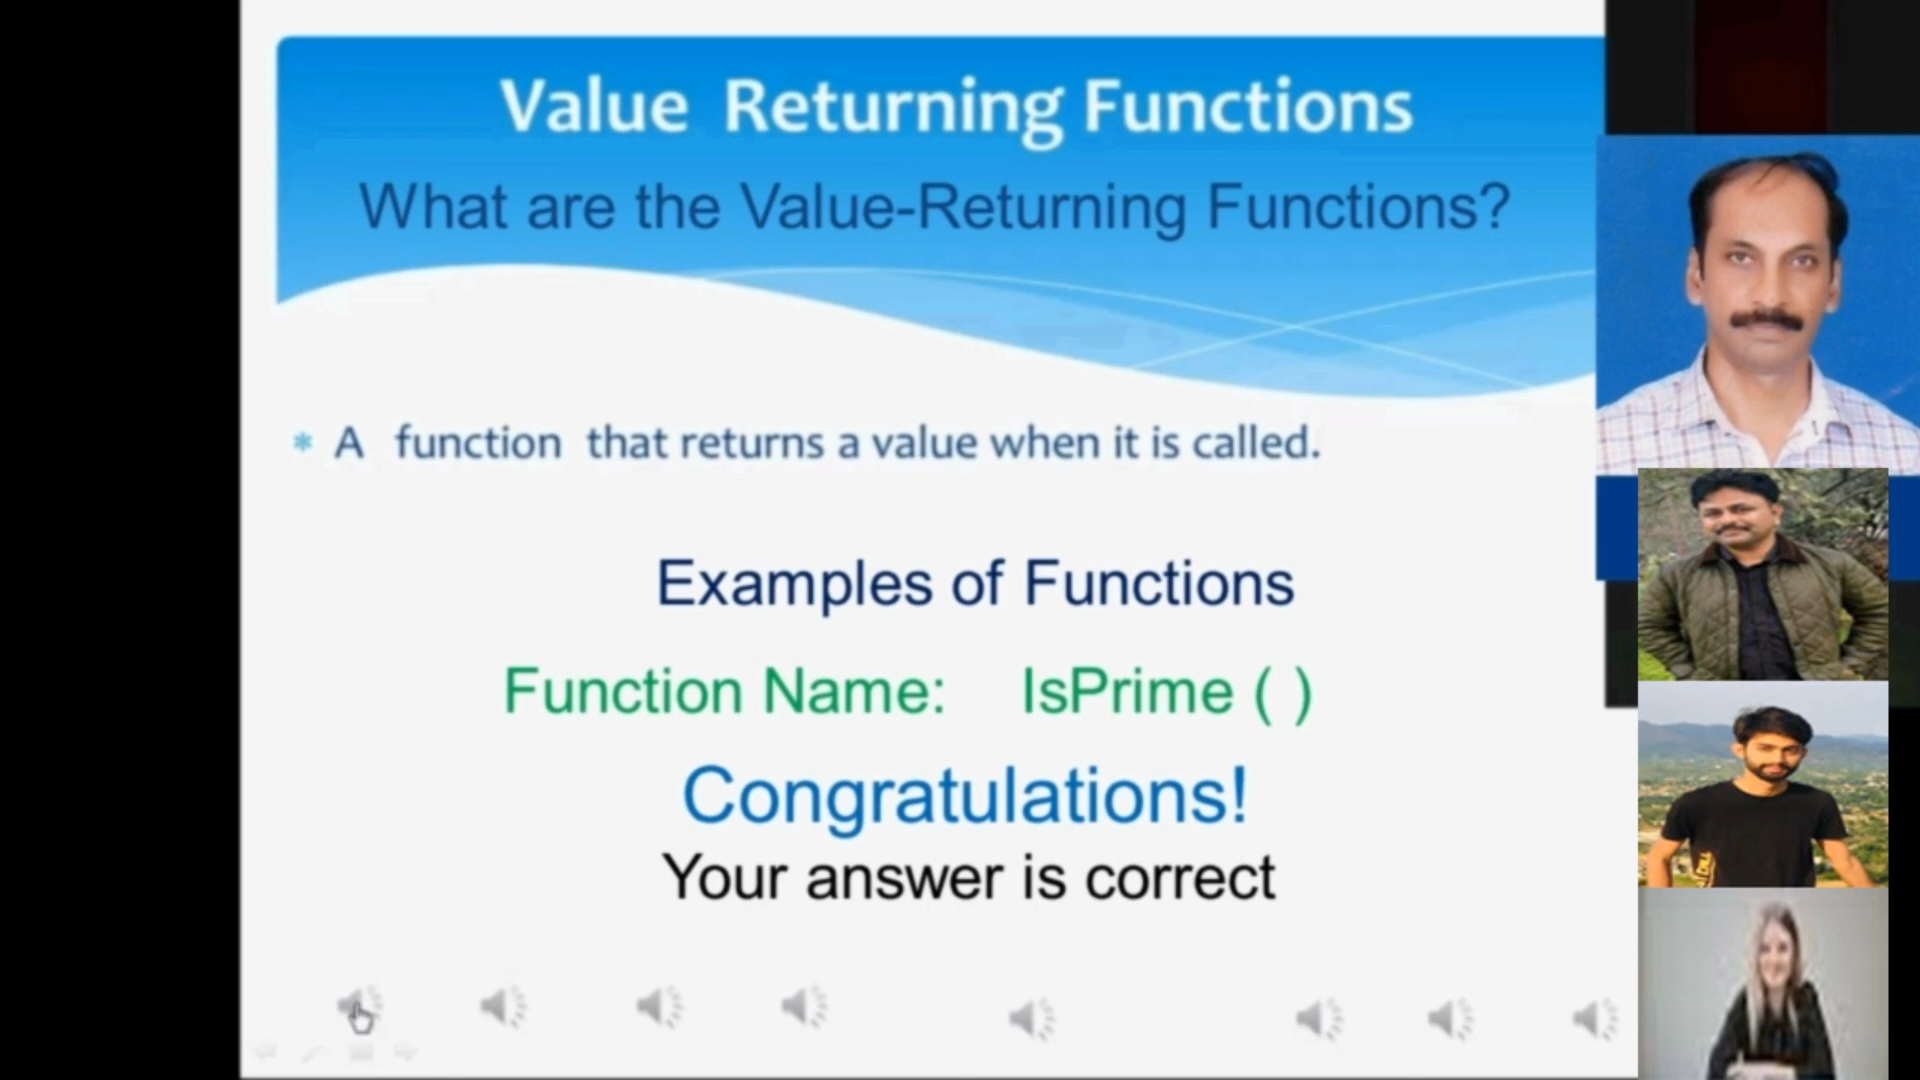 Value Returning Functions
What are the Value-Returning Functions?
A function that returns a value when it is called.
Examples of Functions
Function Name: IsPrime ( )
Congratulations!
Your answer is correct